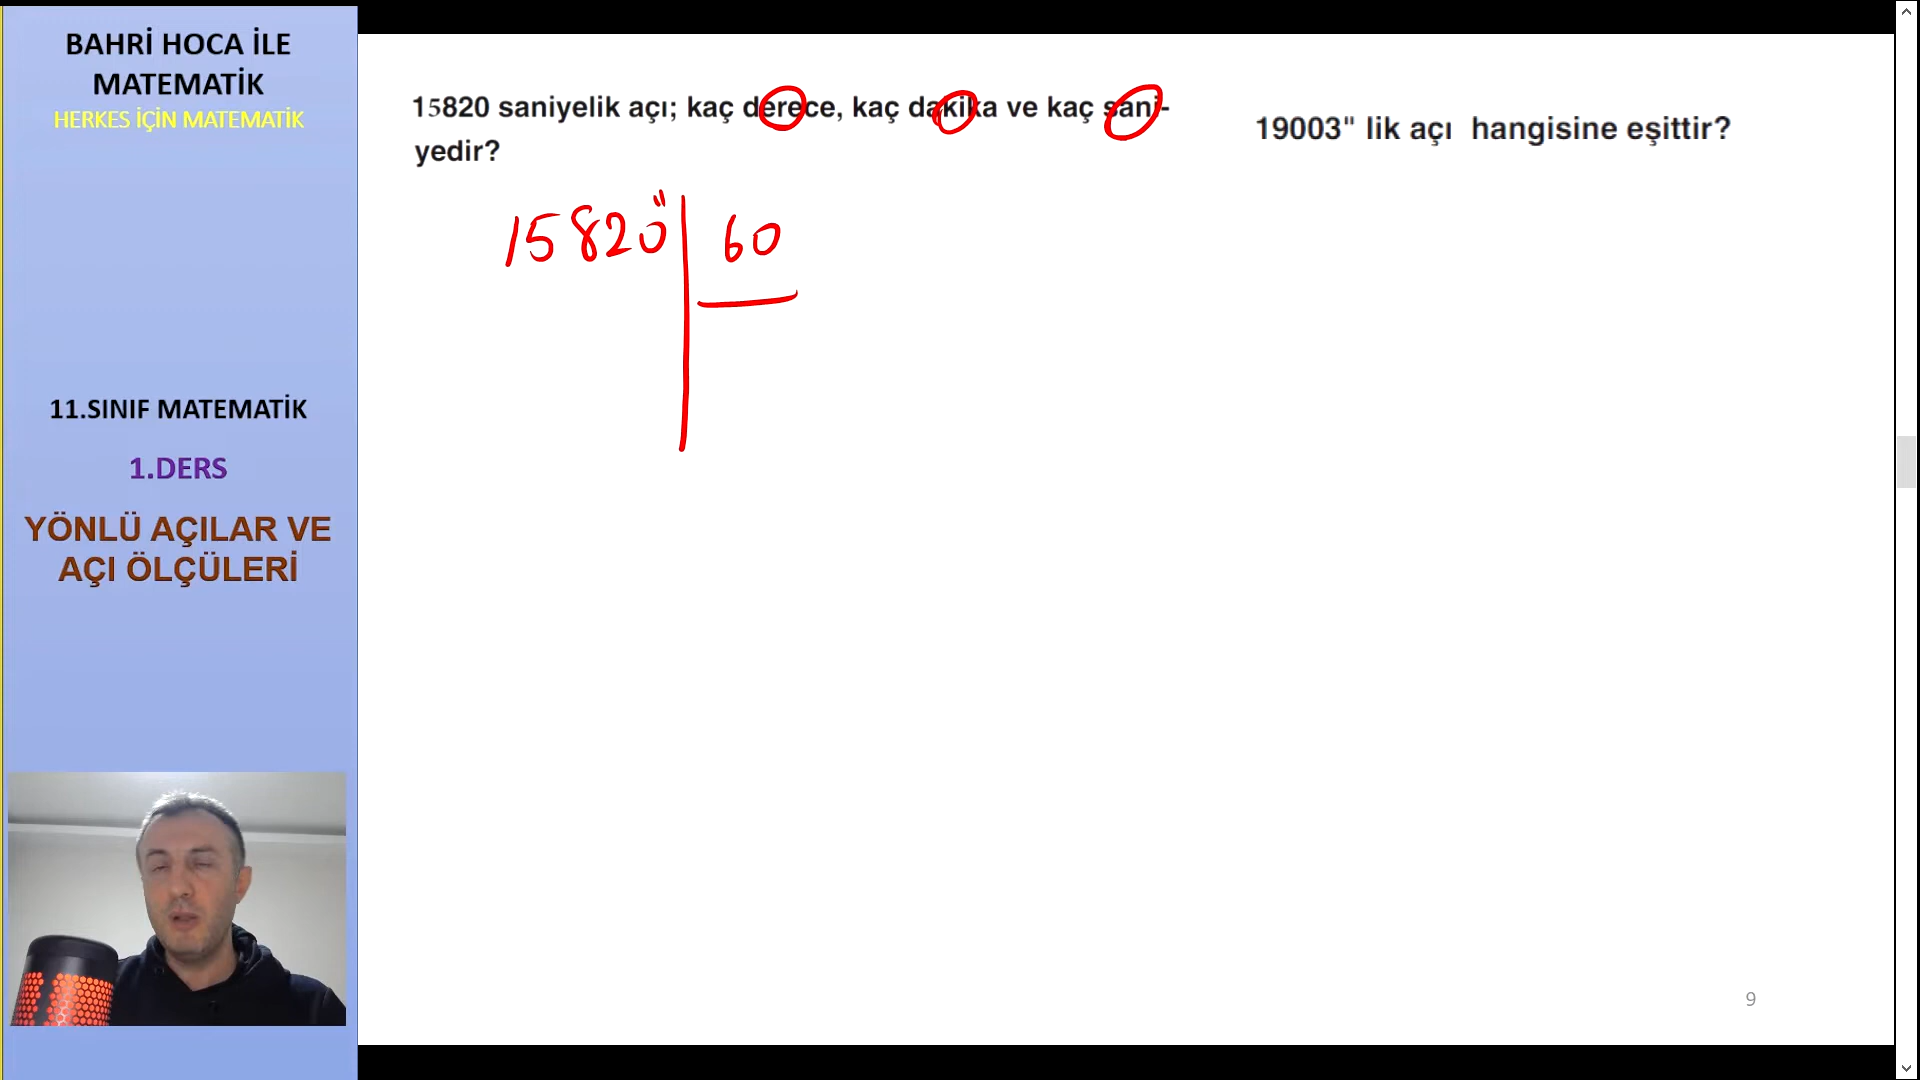 BAHRİ HOCA İLE
MATEMATİK
HERKES İÇİN MATEMATİK
11.SINIF MATEMATİK
1.DERS
YÖNLÜ AÇILAR VE
AÇI ÖLÇÜLERİ
15820 saniyelik açı; kaç derece, kaç dakika ve kaç sani-
yedir?
15820" 60
19003" lik açı hangisine eşittir?
9